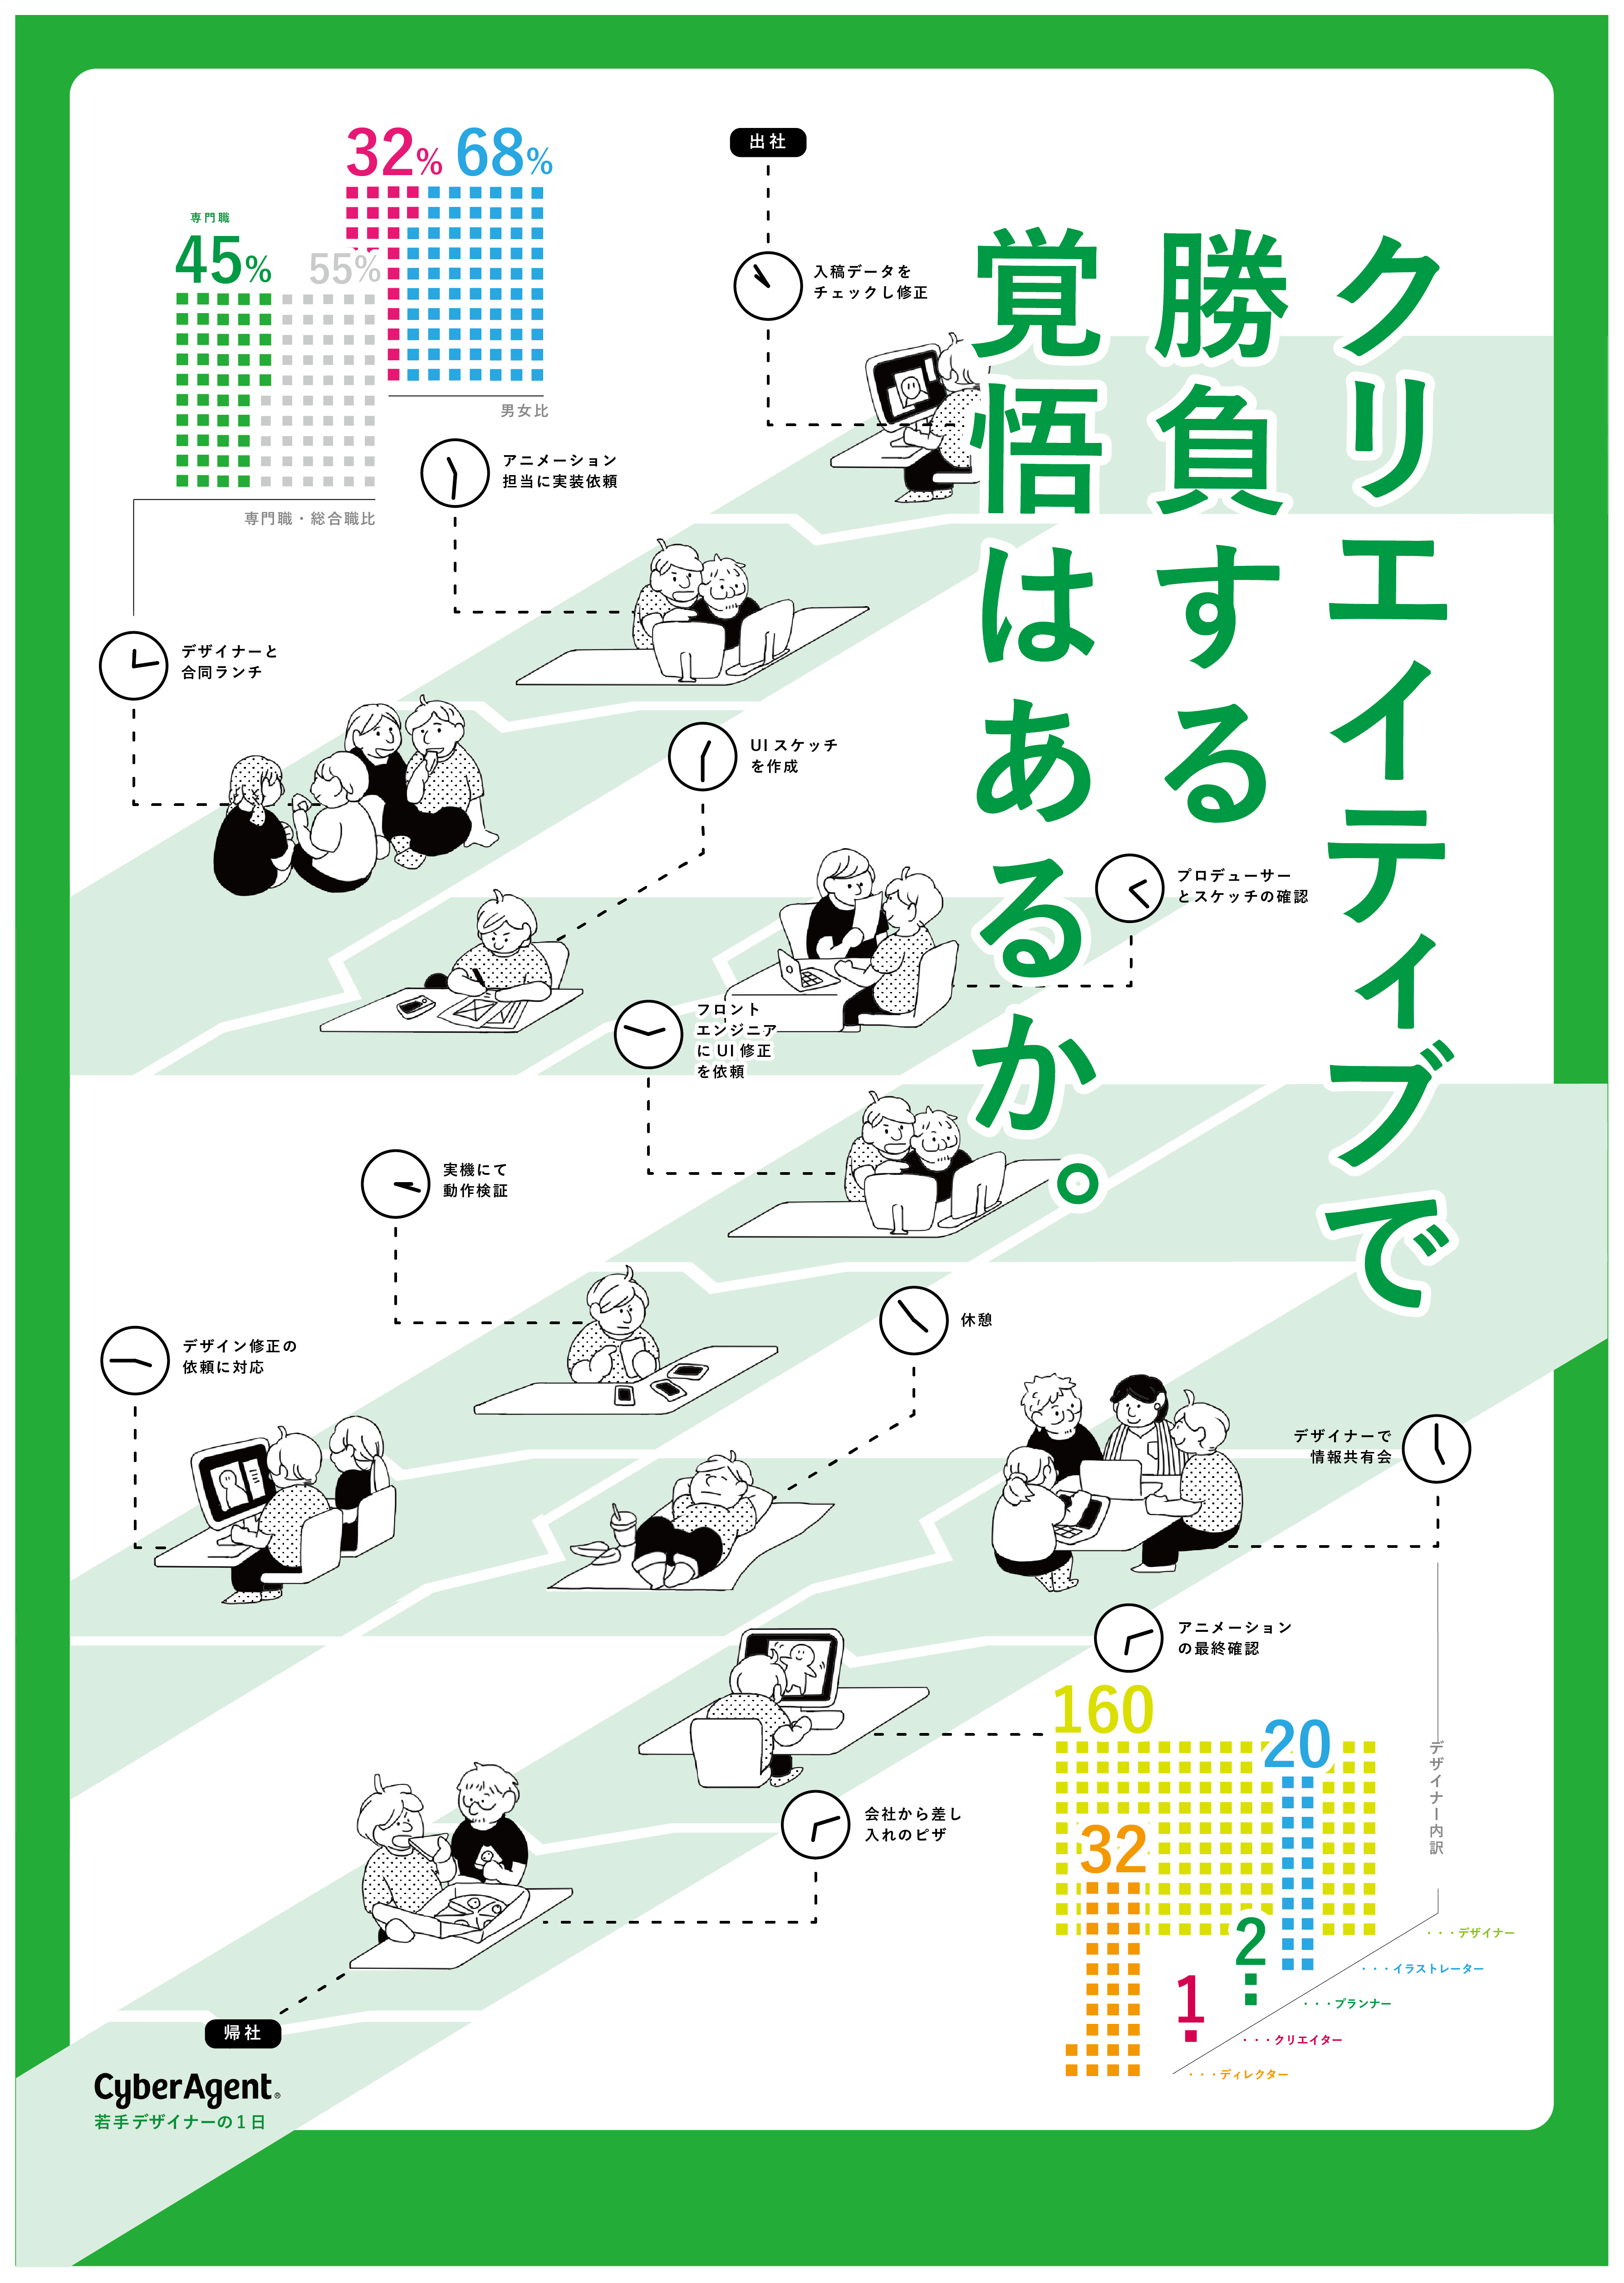 クリエイティブで
勝負する
覚悟はあるか。
32% 68%
男女比
専門職
45% 55%
専門職・総合職比
出社
入稿データを
チェックし修正
アニメーション
担当に実装依頼
デザイナーと
合同ランチ
UIスケッチ
を作成
プロデューサー
とスケッチの確認
フロント
エンジニア
にUI修正
を依頼
実機にて
動作検証
デザイン修正の
依頼に対応
休憩
デザイナーで
情報共有会
アニメーション
の最終確認
会社から差し
入れのピザ
帰社
160
20
32
2
1
デザイナー内訳
・・・デザイナー
・・・イラストレーター
・・・プランナー
・・・クリエイター
・・・ディレクター
CyberAgent®
若手デザイナーの1日